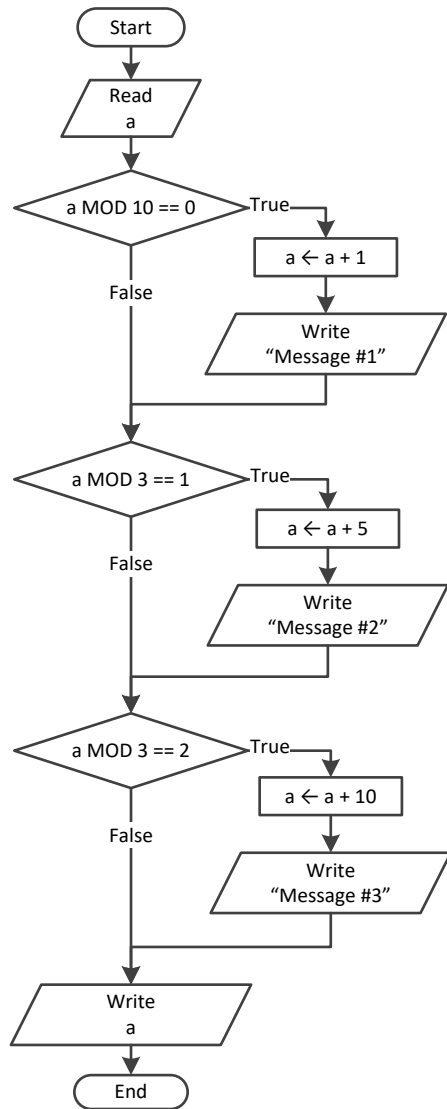 Start
Read
a
a MOD 10 == 0
True
a ← a + 1
False
Write
“Message #1”
a MOD 3 == 1
True
a ← a + 5
False
Write
“Message #2”
a MOD 3 == 2
True
a ← a + 10
False
Write
“Message #3”
Write
a
End